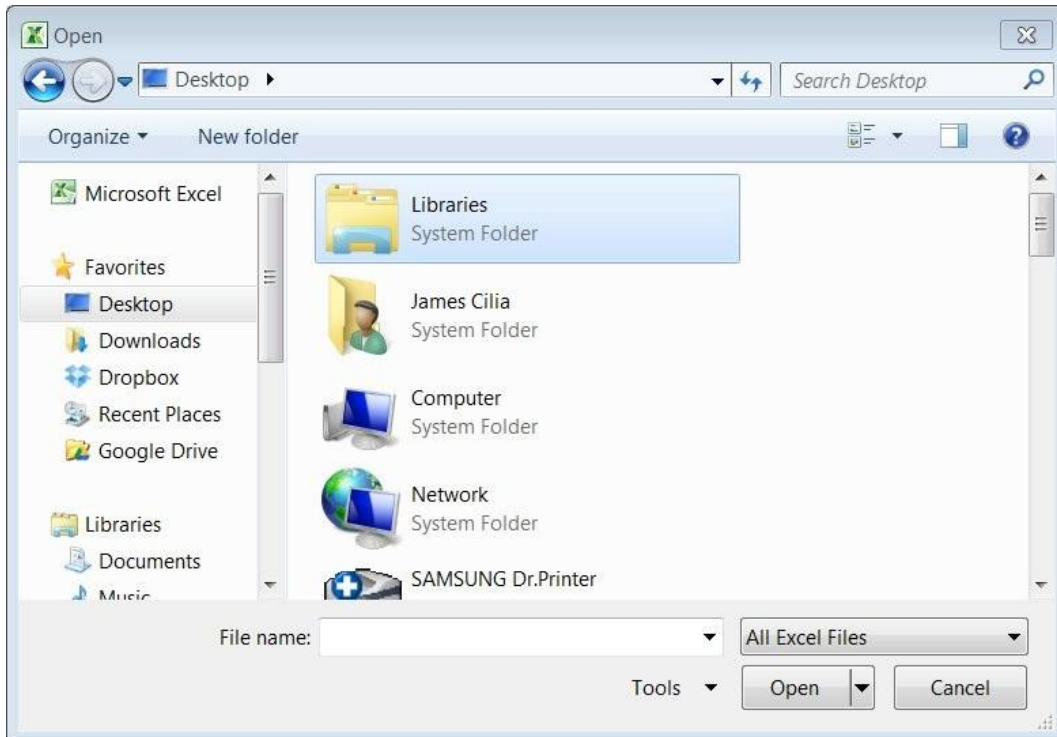 Open
Desktop
Search Desktop
Organize
New folder
Microsoft Excel
Favorites
Desktop
Downloads
Dropbox
Recent Places
Google Drive
Libraries
Documents
Music
Libraries
System Folder
James Cilia
System Folder
Computer
System Folder
Network
System Folder
SAMSUNG Dr.Printer
File name:
All Excel Files
Tools
Open
Cancel